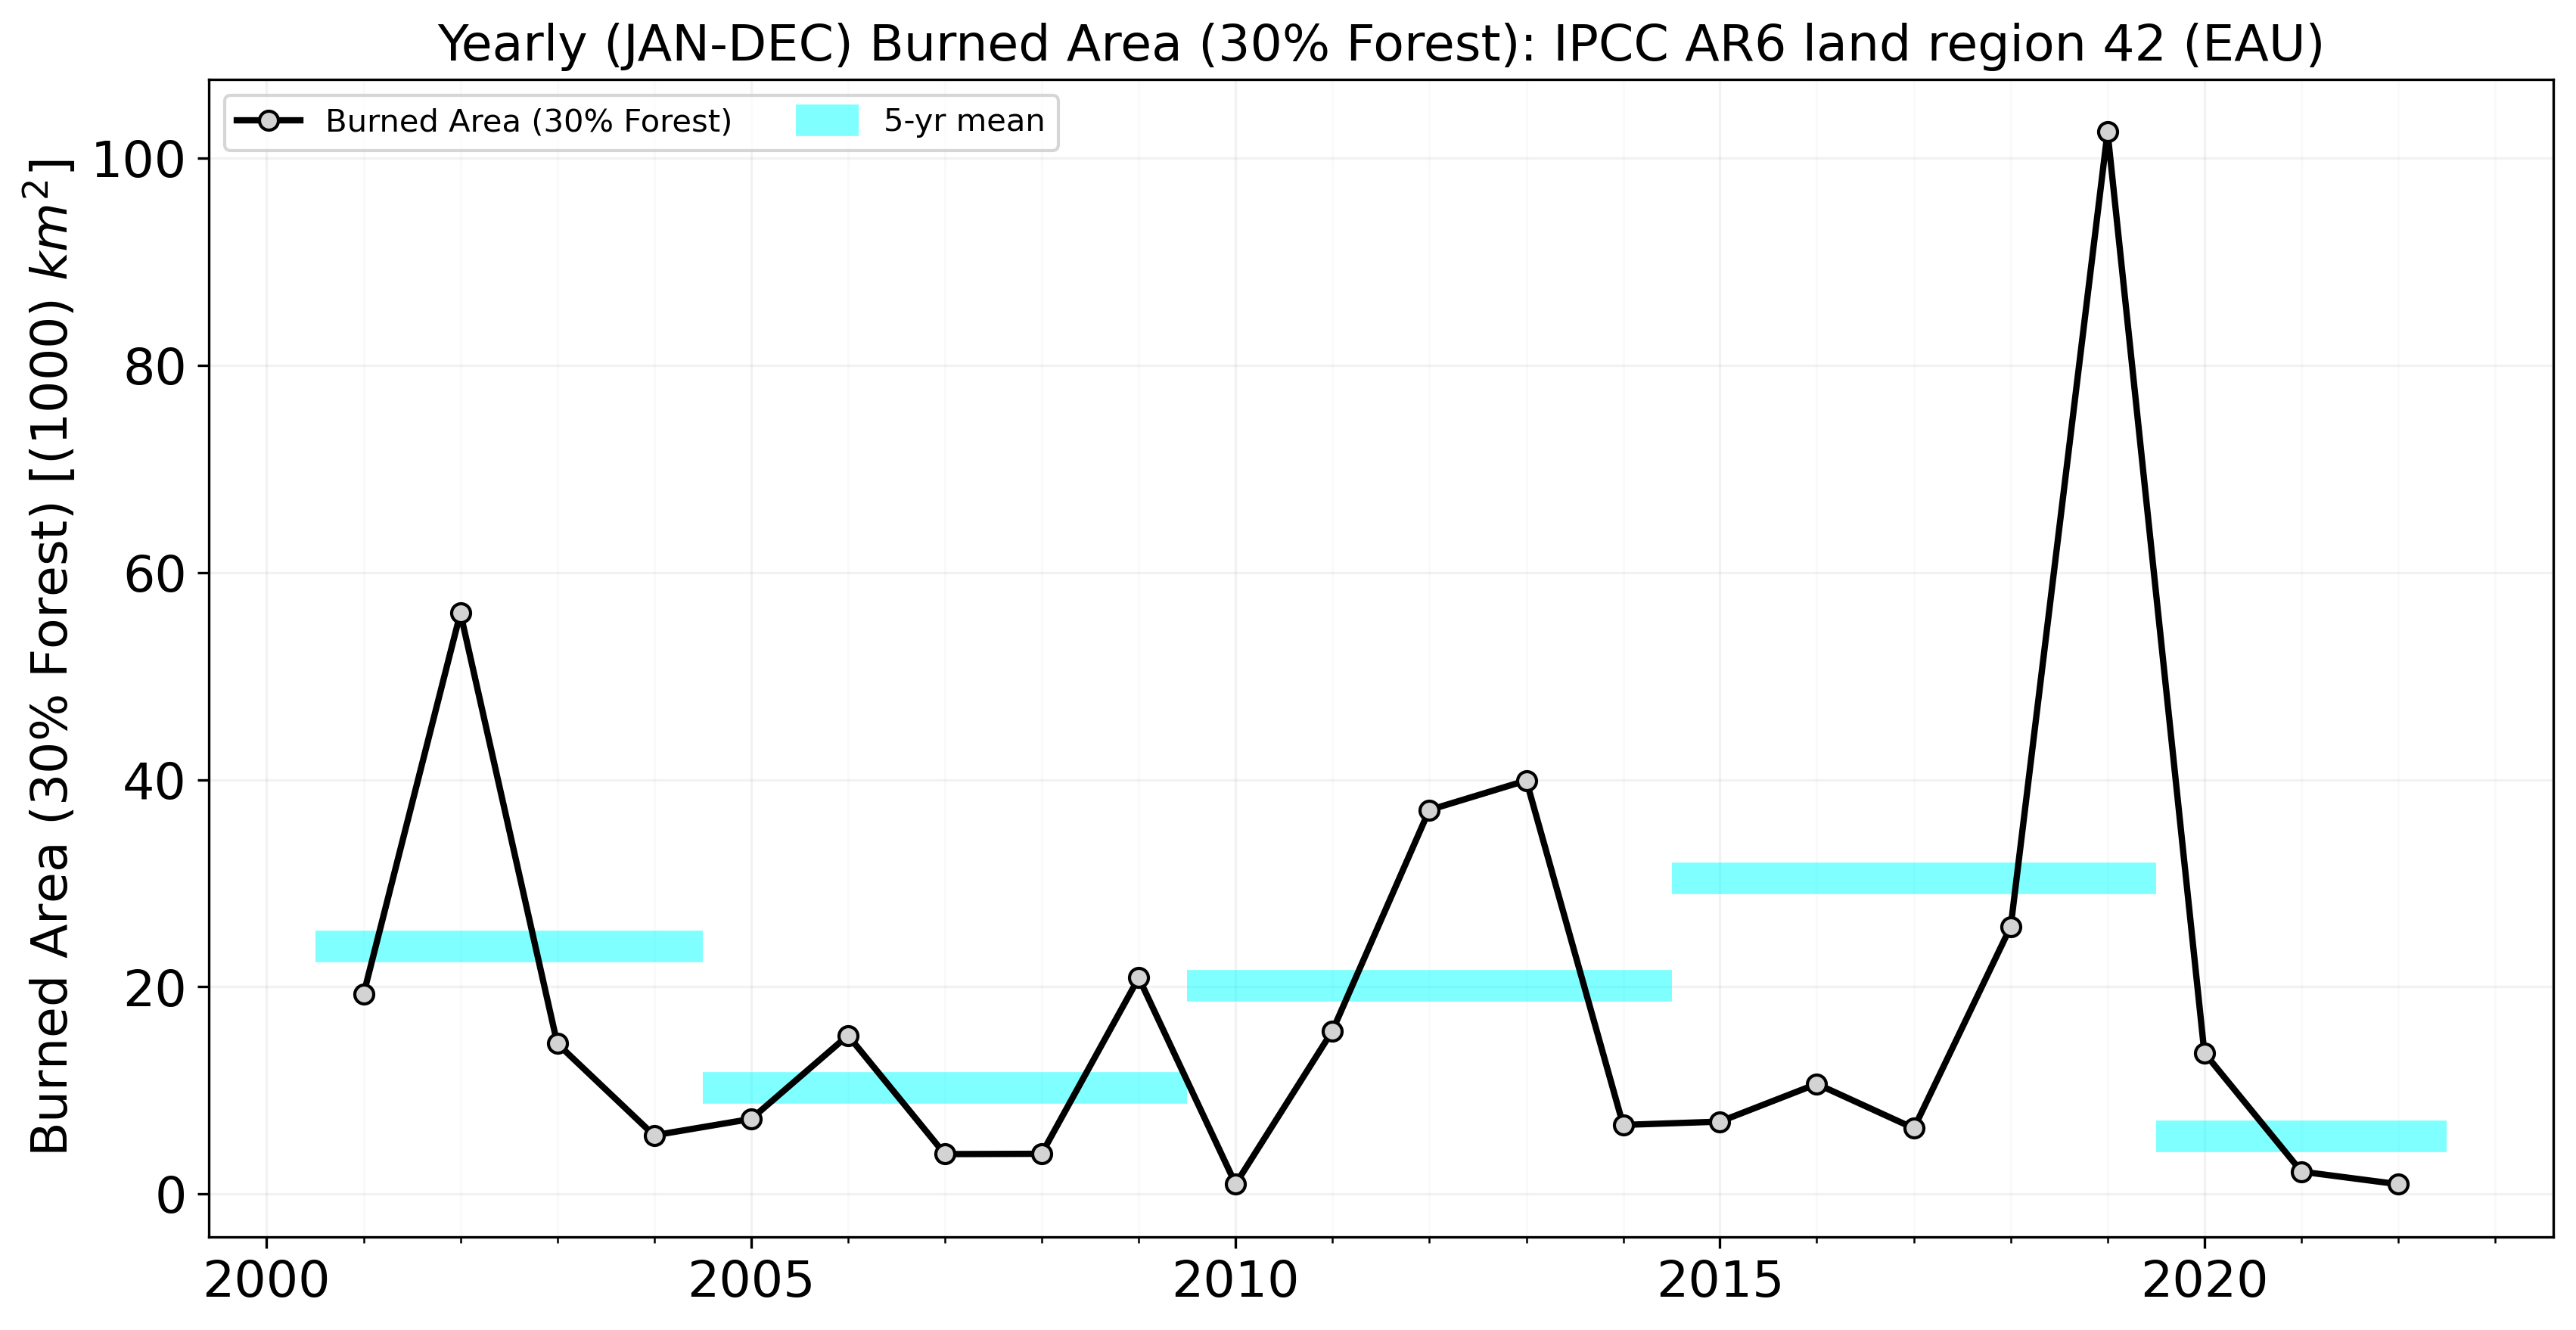 Yearly (JAN-DEC) Burned Area (30% Forest): IPCC AR6 land region 42 (EAU)
Burned Area (30% Forest)
5-yr mean
Burned Area (30% Forest) [(1000) km²]
100
80
60
40
20
0
2000
2005
2010
2015
2020